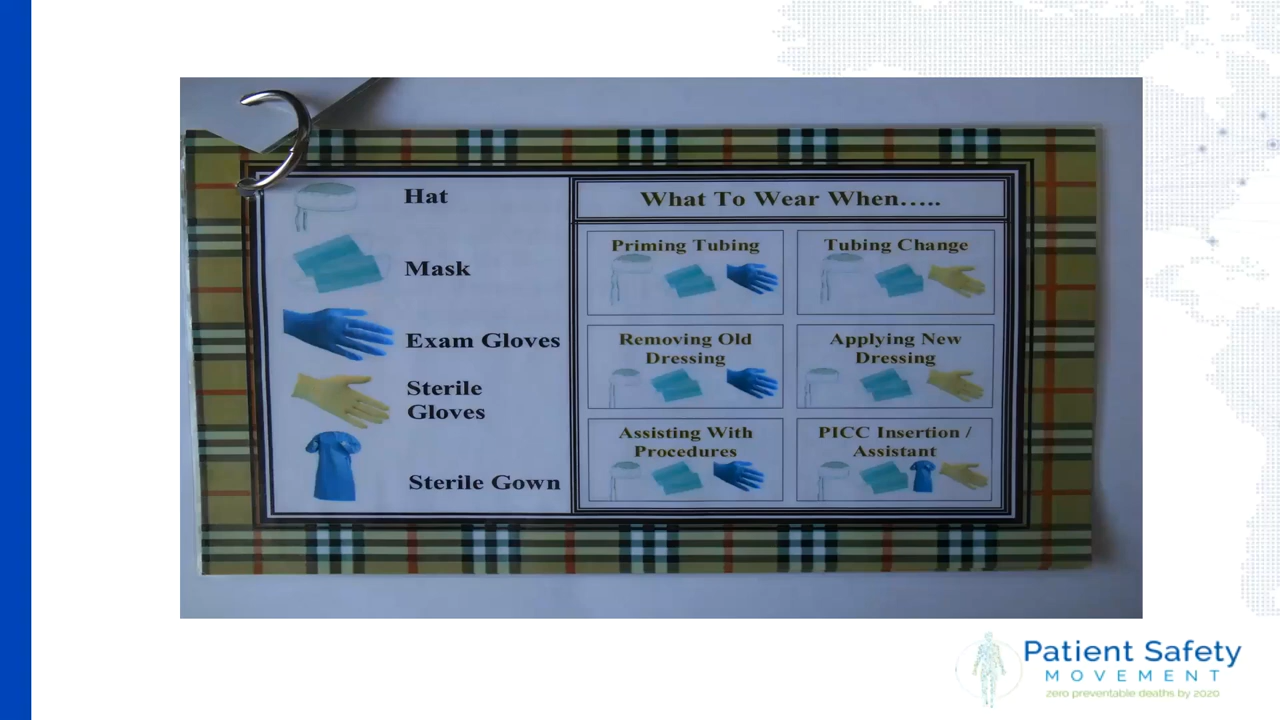 Hat
Mask
Exam Gloves
Sterile
Gloves
Sterile Gown
What To Wear When…..
Priming Tubing
Tubing Change
Removing Old
Dressing
Applying New
Dressing
Assisting With
Procedures
PICC Insertion /
Assistant
Patient Safety
MOVEMENT
zero preventable deaths by 2020